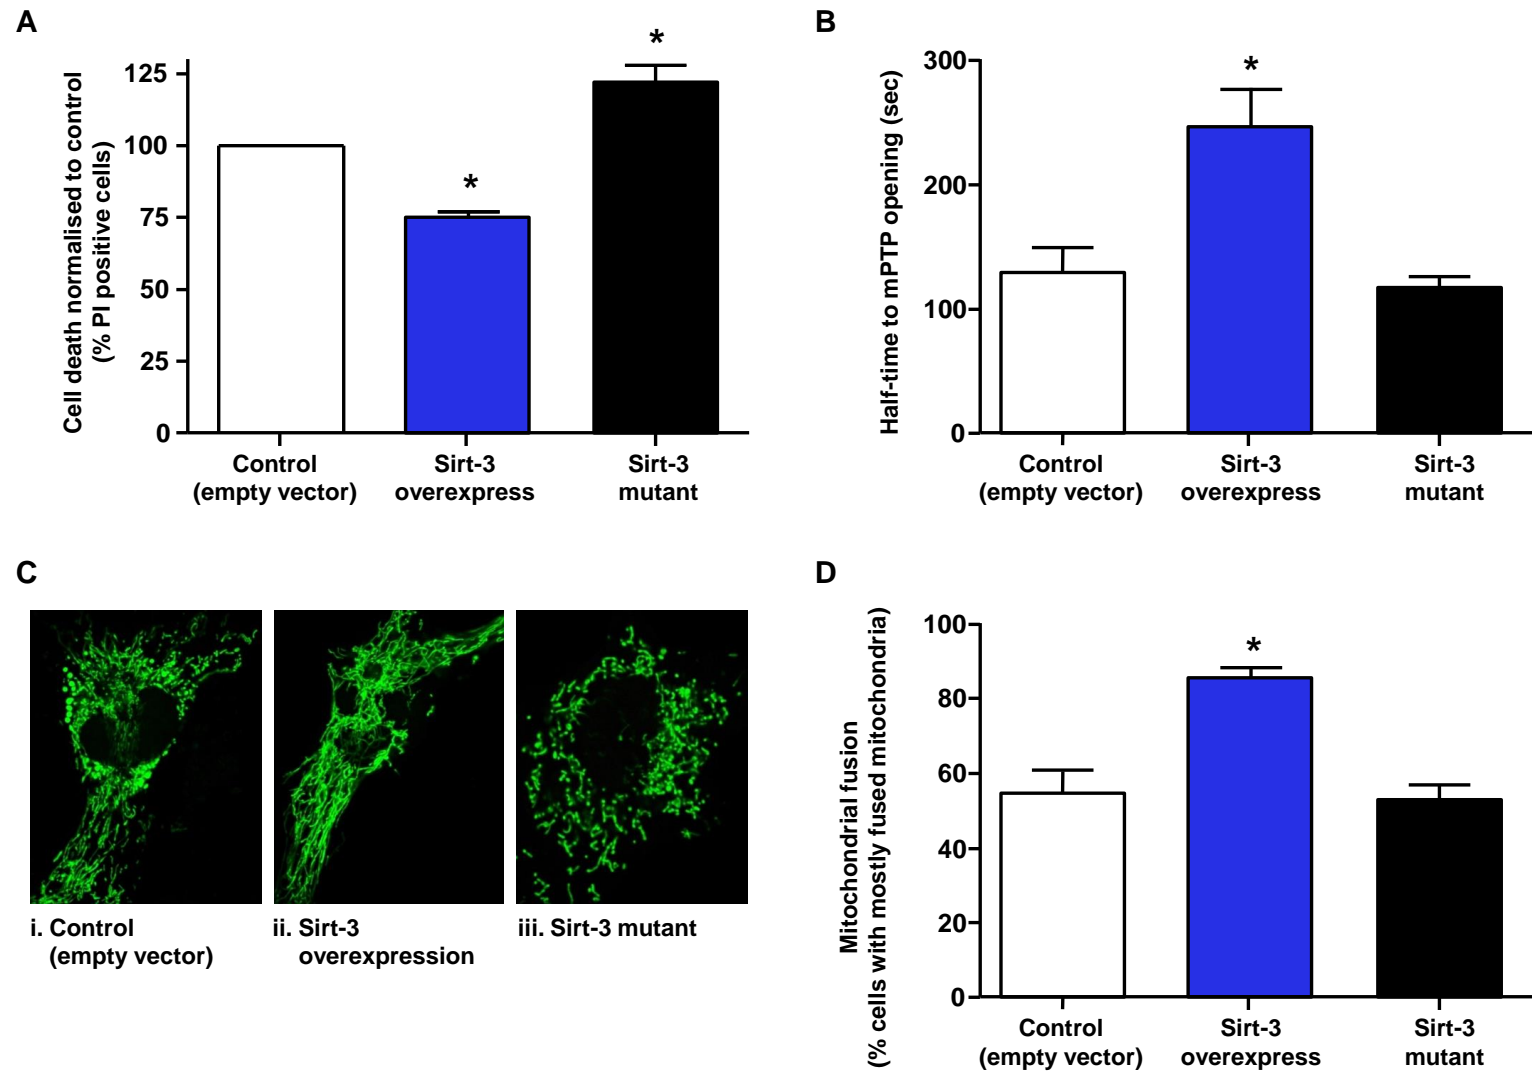 A
Cell death normalised to control
(% PI positive cells)
125
100
75
50
25
0
*
*
Control
(empty vector)
Sirt-3
overexpress
Sirt-3
mutant
B
Half-time to mPTP opening (sec)
300
200
100
0
*
Control
(empty vector)
Sirt-3
overexpress
Sirt-3
mutant
C
i. Control
(empty vector)
ii. Sirt-3
overexpression
iii. Sirt-3 mutant
D
Mitochondrial fusion
(% cells with mostly fused mitochondria)
100
80
60
40
20
0
*
Control
(empty vector)
Sirt-3
overexpress
Sirt-3
mutant